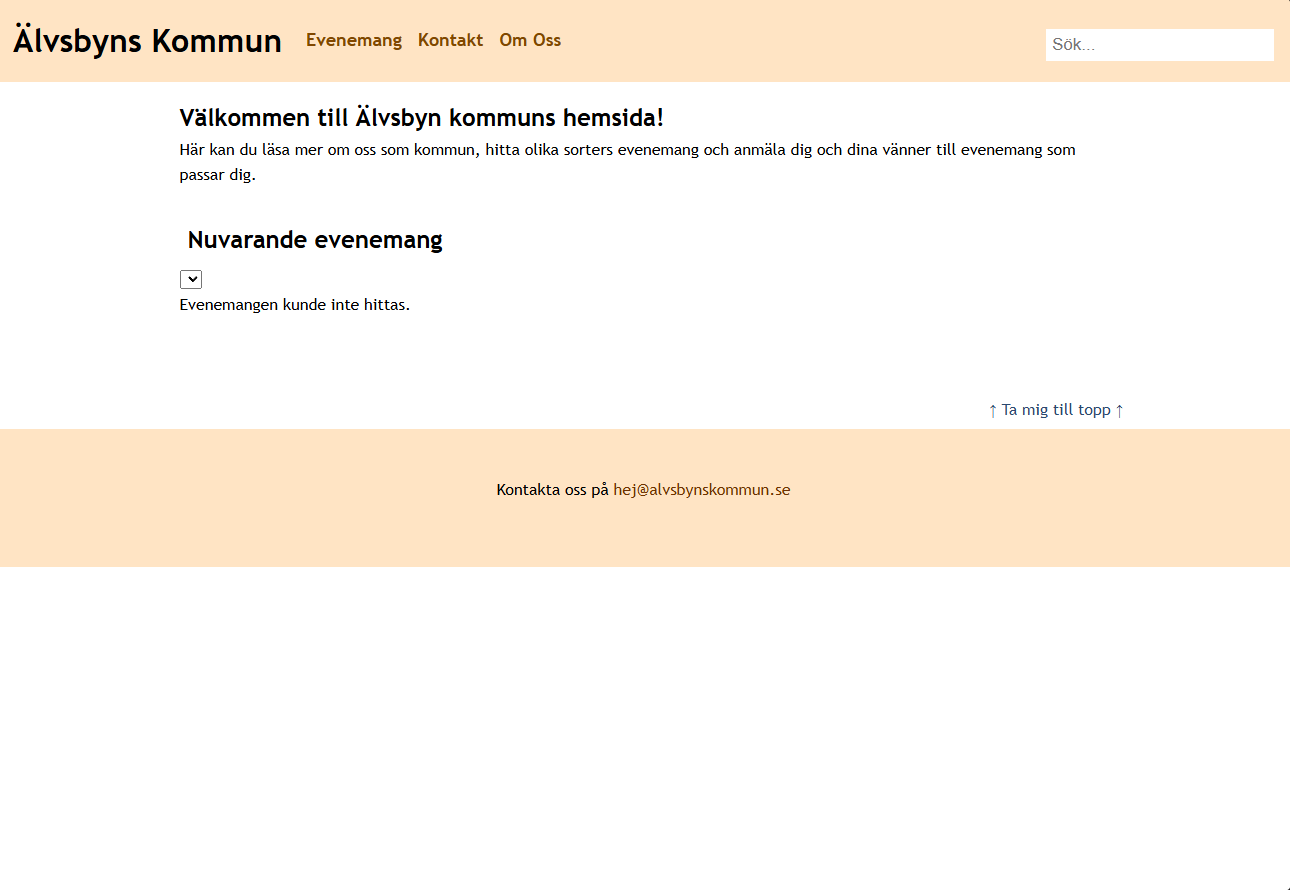 Älvsbyns Kommun Evenemang Kontakt Om Oss Sök...
Välkommen till Älvsbyn kommuns hemsida!
Här kan du läsa mer om oss som kommun, hitta olika sorters evenemang och anmäla dig och dina vänner till evenemang som
passar dig.
Nuvarande evenemang
Evenemangen kunde inte hittas.
↑ Ta mig till topp ↑
Kontakta oss på hej@alvsbynskommun.se